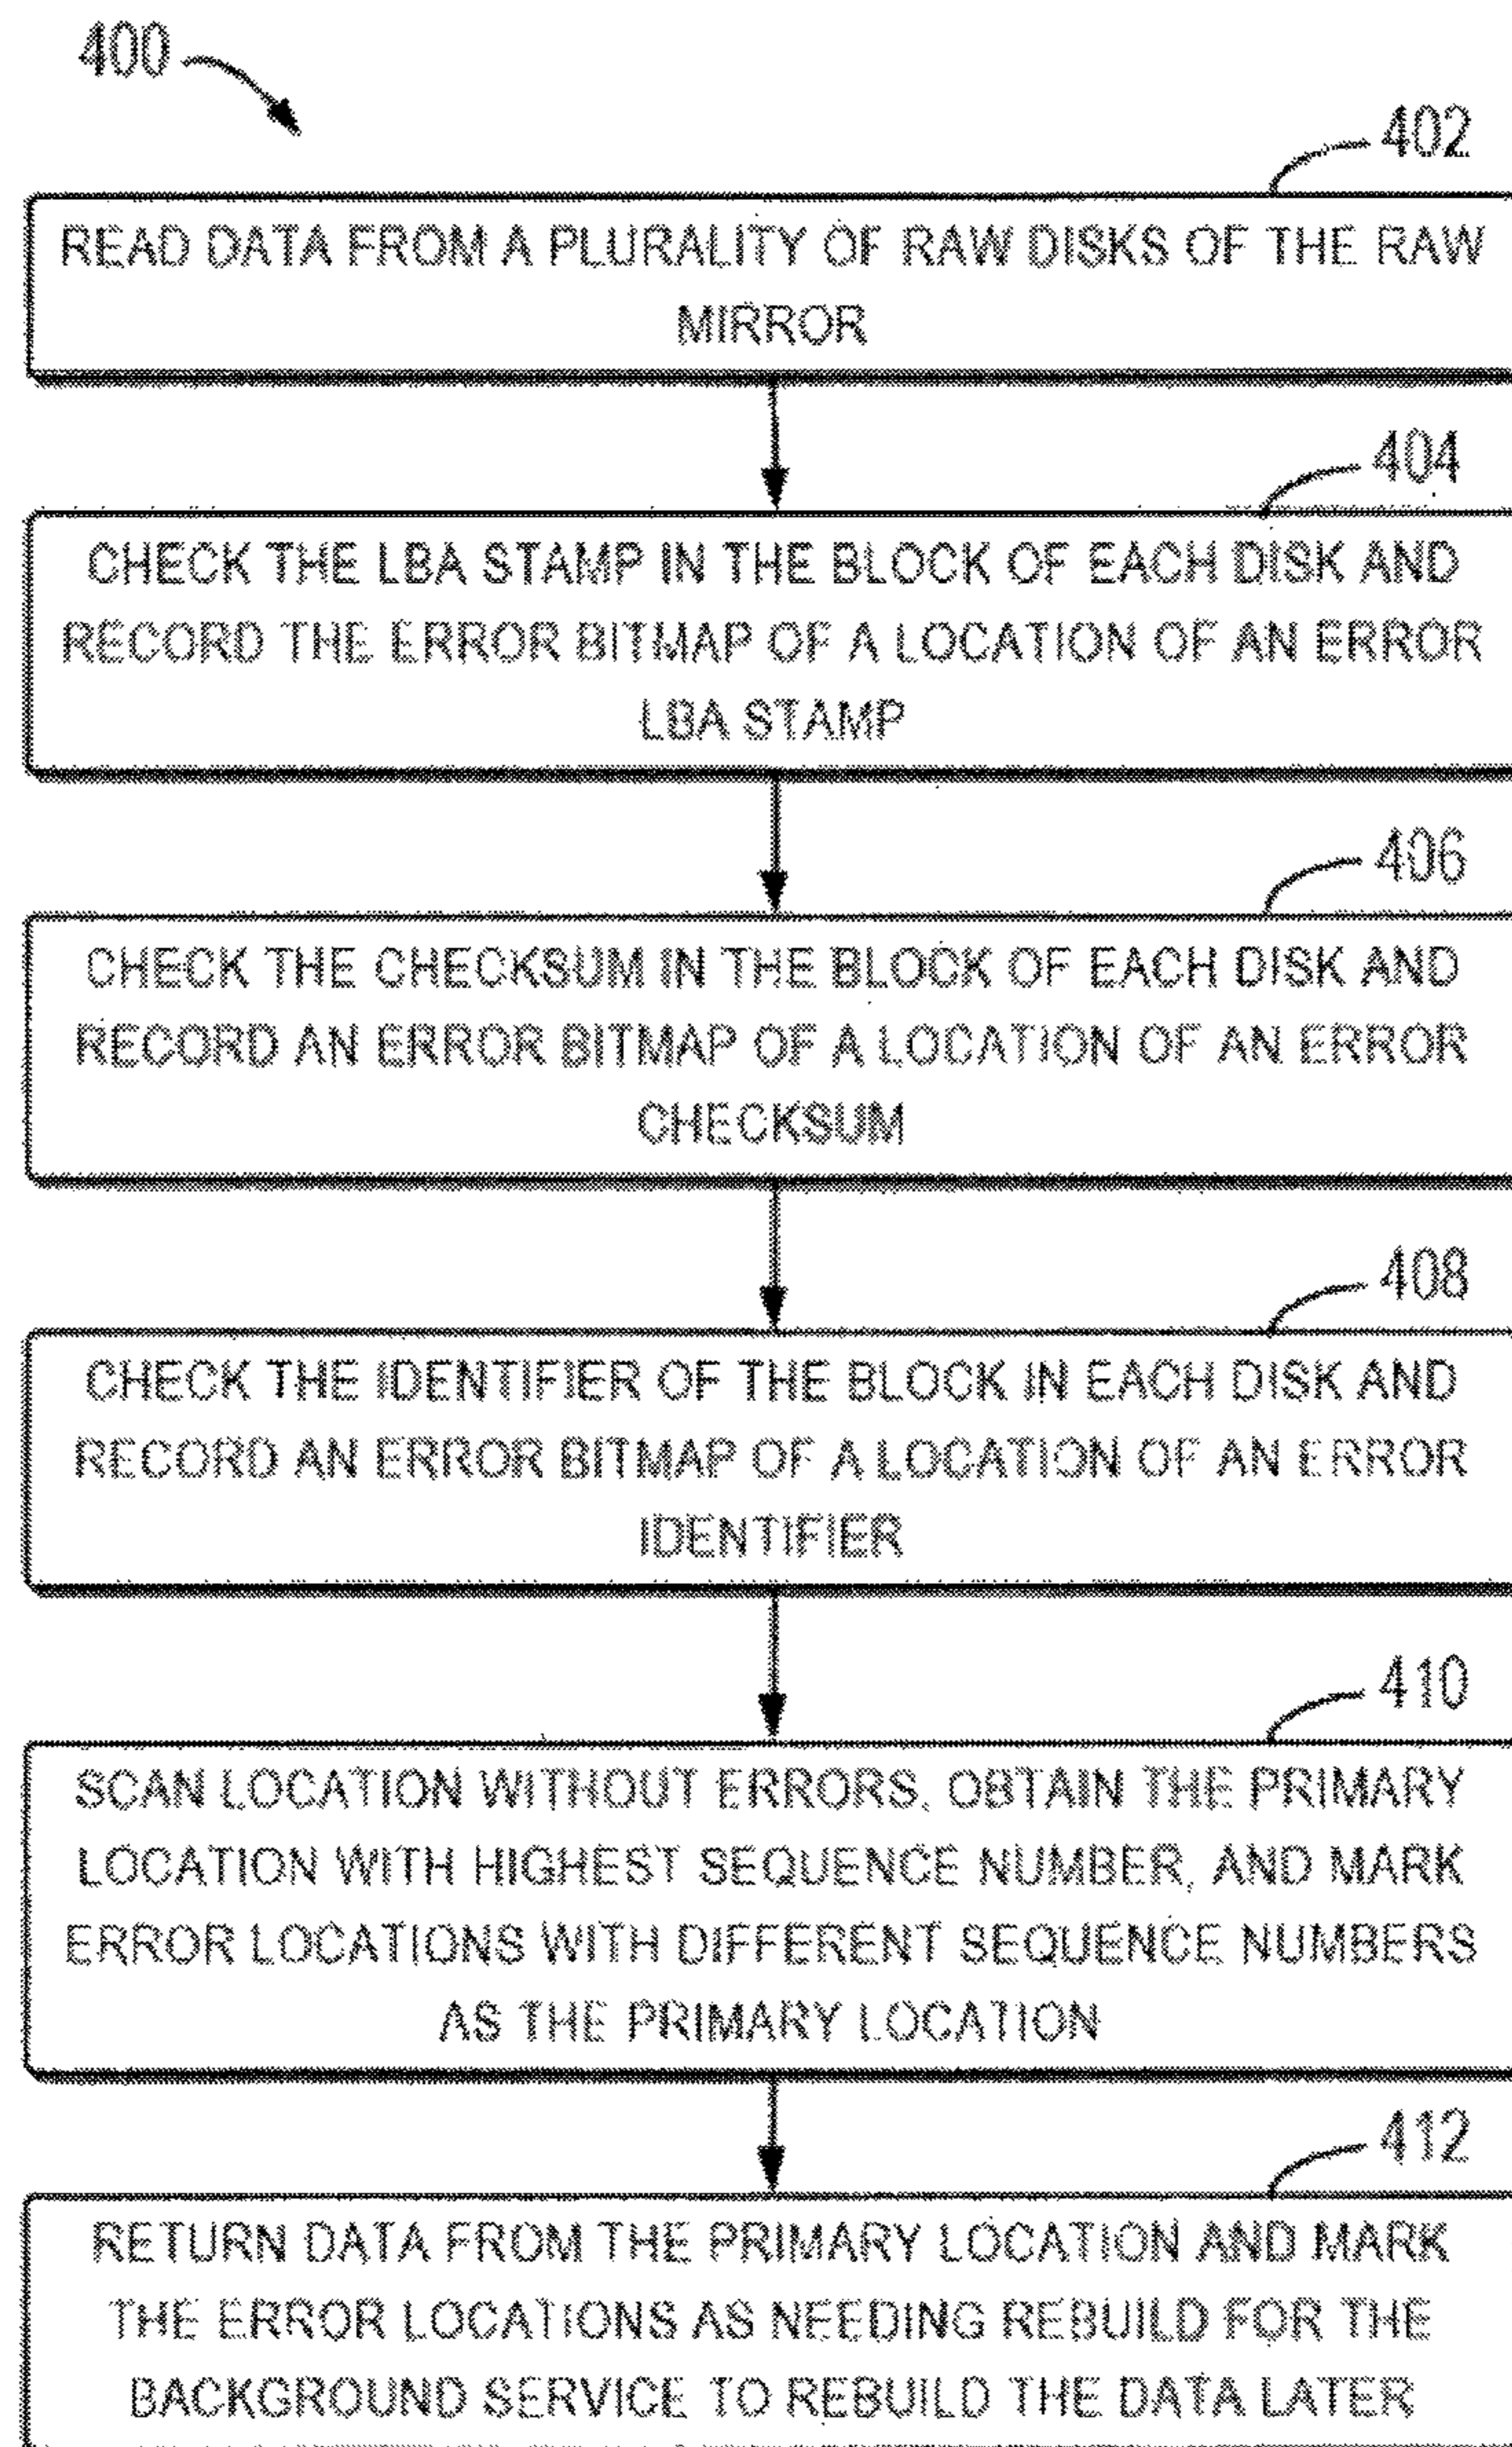 400
402
READ DATA FROM A PLURALITY OF RAW DISKS OF THE RAW
MIRROR
404
CHECK THE LBA STAMP IN THE BLOCK OF EACH DISK AND
RECORD THE ERROR BITMAP OF A LOCATION OF AN ERROR
LBA STAMP
406
CHECK THE CHECKSUM IN THE BLOCK OF EACH DISK AND
RECORD AN ERROR BITMAP OF A LOCATION OF AN ERROR
CHECKSUM
408
CHECK THE IDENTIFIER OF THE BLOCK IN EACH DISK AND
RECORD AN ERROR BITMAP OF A LOCATION OF AN ERROR
IDENTIFIER
410
SCAN LOCATION WITHOUT ERRORS, OBTAIN THE PRIMARY
LOCATION WITH HIGHEST SEQUENCE NUMBER, AND MARK
ERROR LOCATIONS WITH DIFFERENT SEQUENCE NUMBERS
AS THE PRIMARY LOCATION
412
RETURN DATA FROM THE PRIMARY LOCATION AND MARK
THE ERROR LOCATIONS AS NEEDING REBUILD FOR THE
BACKGROUND SERVICE TO REBUILD THE DATA LATER